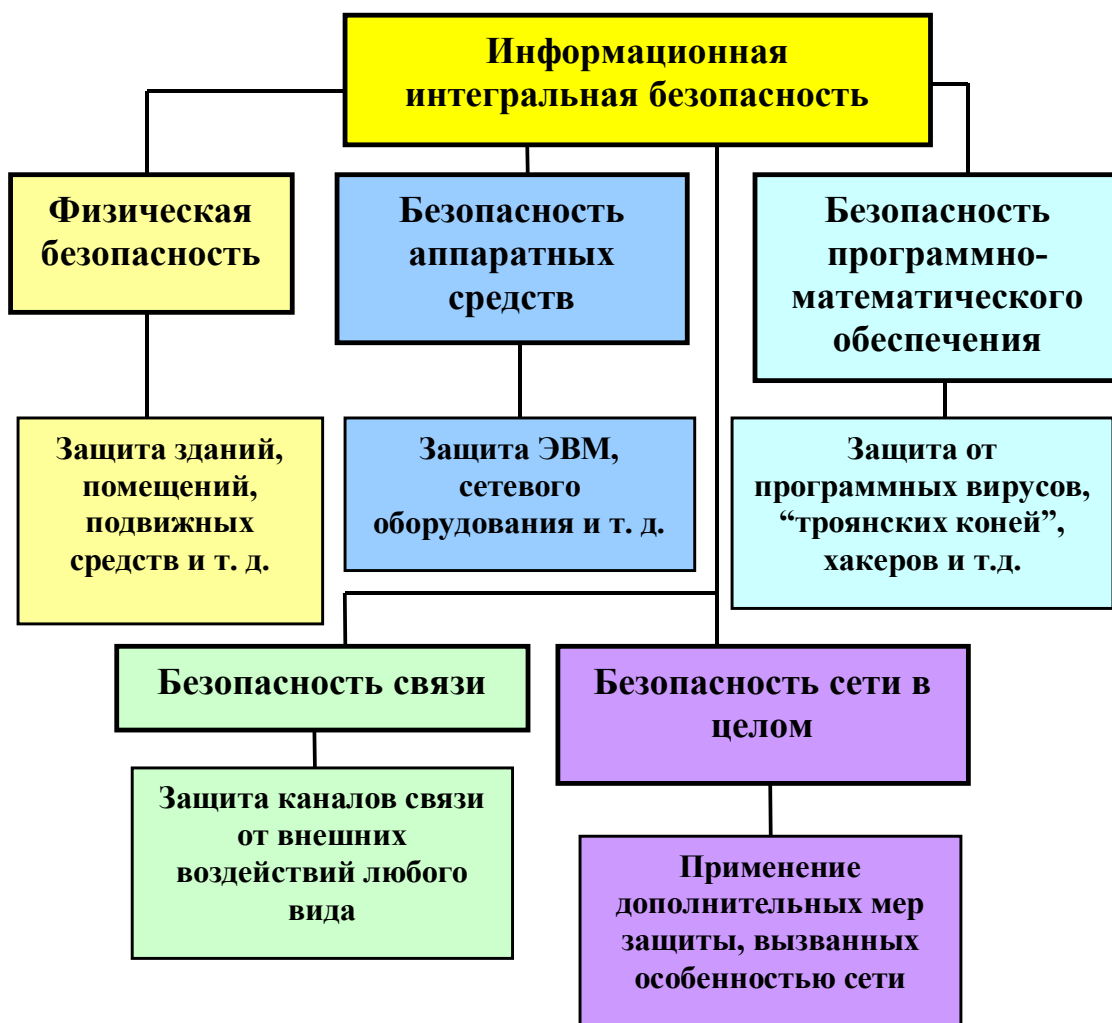 Информационная
интегральная безопасность
Физическая
безопасность
Безопасность
аппаратных
средств
Безопасность
программно-
математического
обеспечения
Защита зданий,
помещений,
подвижных
средств и т. д.
Защита ЭВМ,
сетевого
оборудования и т. д.
Защита от
программных вирусов,
“троянских коней”,
хакеров и т.д.
Безопасность связи
Безопасность сети в
целом
Защита каналов связи
от внешних
воздействий любого
вида
Применение
дополнительных мер
защиты, вызванных
особенностью сети